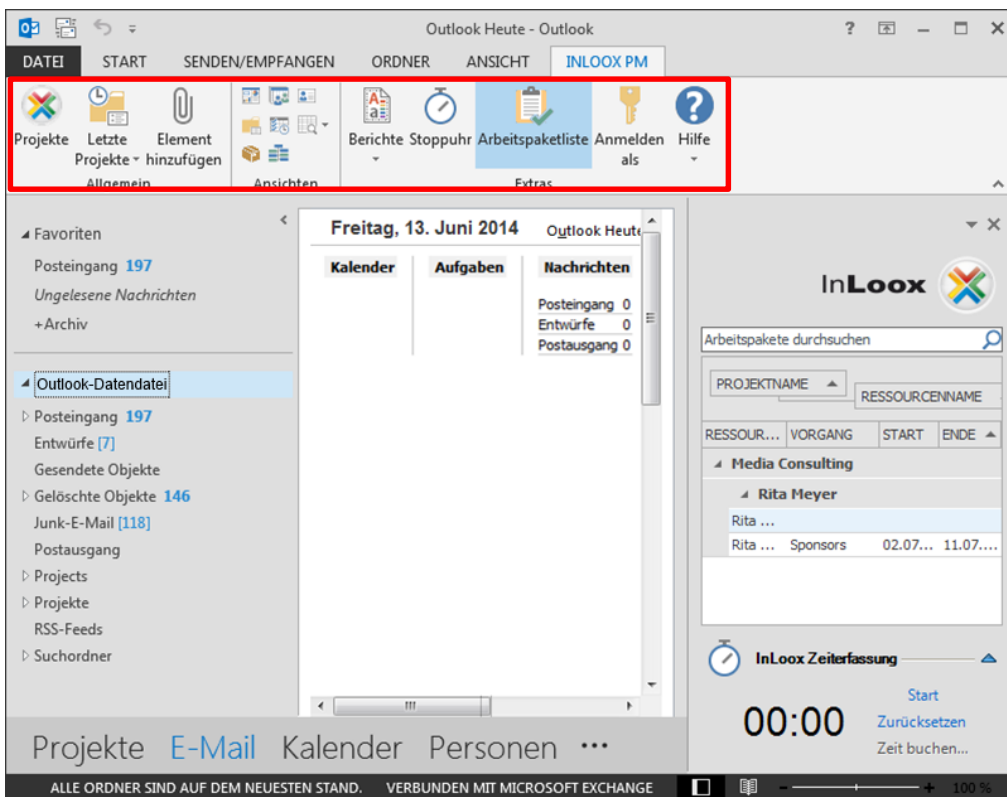 Outlook Heute - Outlook
DATEI START SENDEN/EMPFANGEN ORDNER ANSICHT INLOOX PM
Projekte
Letzte Projekte
Element hinzufügen
Berichte
Stoppuhr
Arbeitspaketliste
Anmelden als
Hilfe
Allgemein Ansichten Extras
Favoriten
Posteingang 197
Ungelesene Nachrichten
+Archiv
Outlook-Datendatei
Posteingang 197
Entwürfe [7]
Gesendete Objekte
Gelöschte Objekte 146
Junk-E-Mail [118]
Postausgang
Projects
Projekte
RSS-Feeds
Suchordner
Freitag, 13. Juni 2014 Outlook Heute
Kalender Aufgaben Nachrichten
Posteingang 0
Entwürfe 0
Postausgang 0
InLoox
Arbeitspakete durchsuchen
PROJEKTNAME
RESSOURCENNAME
RESSOUR... VORGANG START ENDE
Media Consulting
Rita Meyer
Rita ...
Rita ... Sponsors 02.07... 11.07....
InLoox Zeiterfassung
00:00
Start
Zurücksetzen
Zeit buchen...
Projekte E-Mail Kalender Personen ...
ALLE ORDNER SIND AUF DEM NEUESTEN STAND. VERBUNDEN MIT MICROSOFT EXCHANGE 100 %